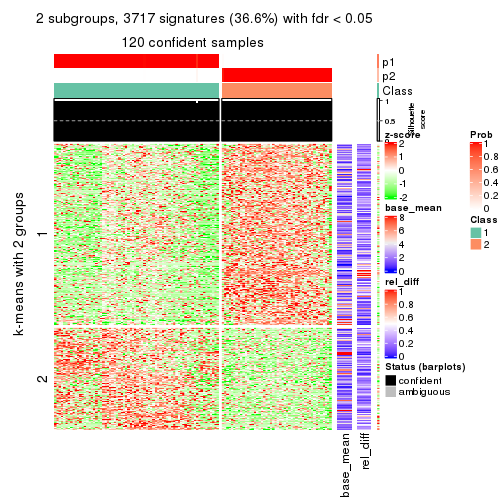 2 subgroups, 3717 signatures (36.6%) with fdr < 0.05
120 confident samples
p1
p2
Class
1
0.5
0
Silhouette
score
k-means with 2 groups
1
2
base_mean
rel_diff
z-score
2
1
0
-1
-2
base_mean
8
6
4
2
0
rel_diff
1
0.8
0.6
0.4
0.2
0
Status (barplots)
confident
ambiguous
Prob
1
0.8
0.6
0.4
0.2
0
Class
1
2